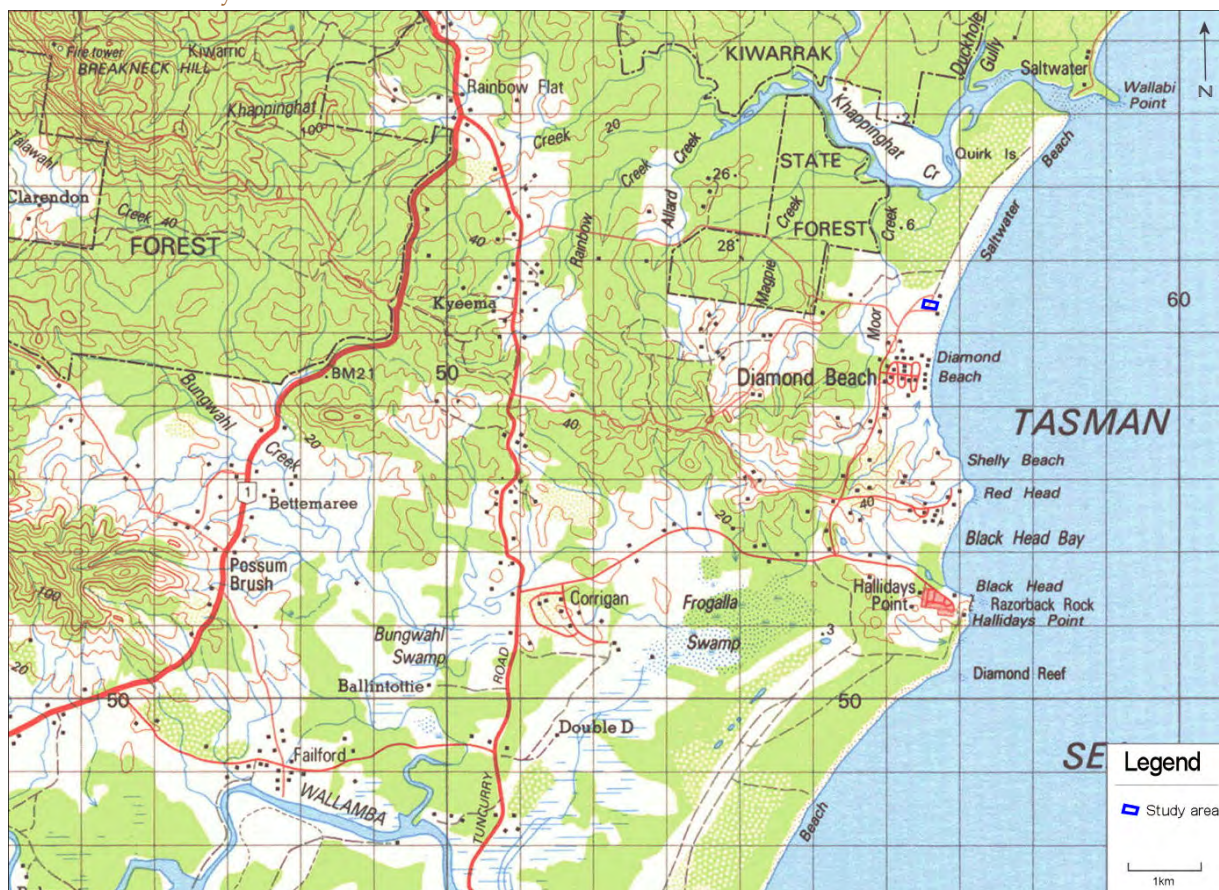 Fire tower
BREAKNECK HILL
Kiwarric
Khappinghat
100
Rainbow Flat
KIWARRAK
Duckhole
Gully
Saltwater
Wallabi
Point
N
Talawahl
Creek 40
Clarendon
FOREST
Creek
20
Creek
Creek
26
STATE
Khappinghat
Cr
Quirk Is.
Beach
Allard
Creek
FOREST
Creek
6
Saltwater
40
Rainbow
28
Magpie
Kyeema
Moor
60
BM21
50
Diamond Beach
Diamond
Beach
Bungwahl
Creek
20
40
TASMAN
Shelly Beach
1
Bettemaree
40
Red Head
20
Black Head Bay
Possum
Brush
100
Corrigan
Frogalla
Swamp
Hallidays
Point
Black Head
Razorback Rock
Hallidays Point
Bungwahl
Swamp
3
20
ROAD
Ballintottie
Diamond Reef
50
50
Double D
Failford
SE
WALLAMBA
TUNCURRY
Beach
Legend
Study area
1km